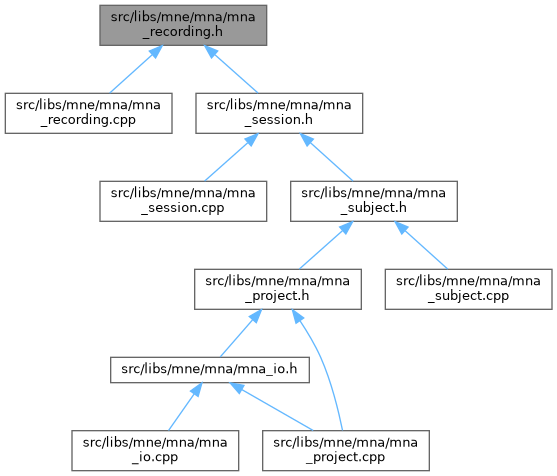 src/libs/mne/mna/mna
_recording.h
src/libs/mne/mna/mna
_recording.cpp
src/libs/mne/mna/mna
_session.h
src/libs/mne/mna/mna
_session.cpp
src/libs/mne/mna/mna
_subject.h
src/libs/mne/mna/mna
_project.h
src/libs/mne/mna/mna
_subject.cpp
src/libs/mne/mna/mna_io.h
src/libs/mne/mna/mna
_io.cpp
src/libs/mne/mna/mna
_project.cpp